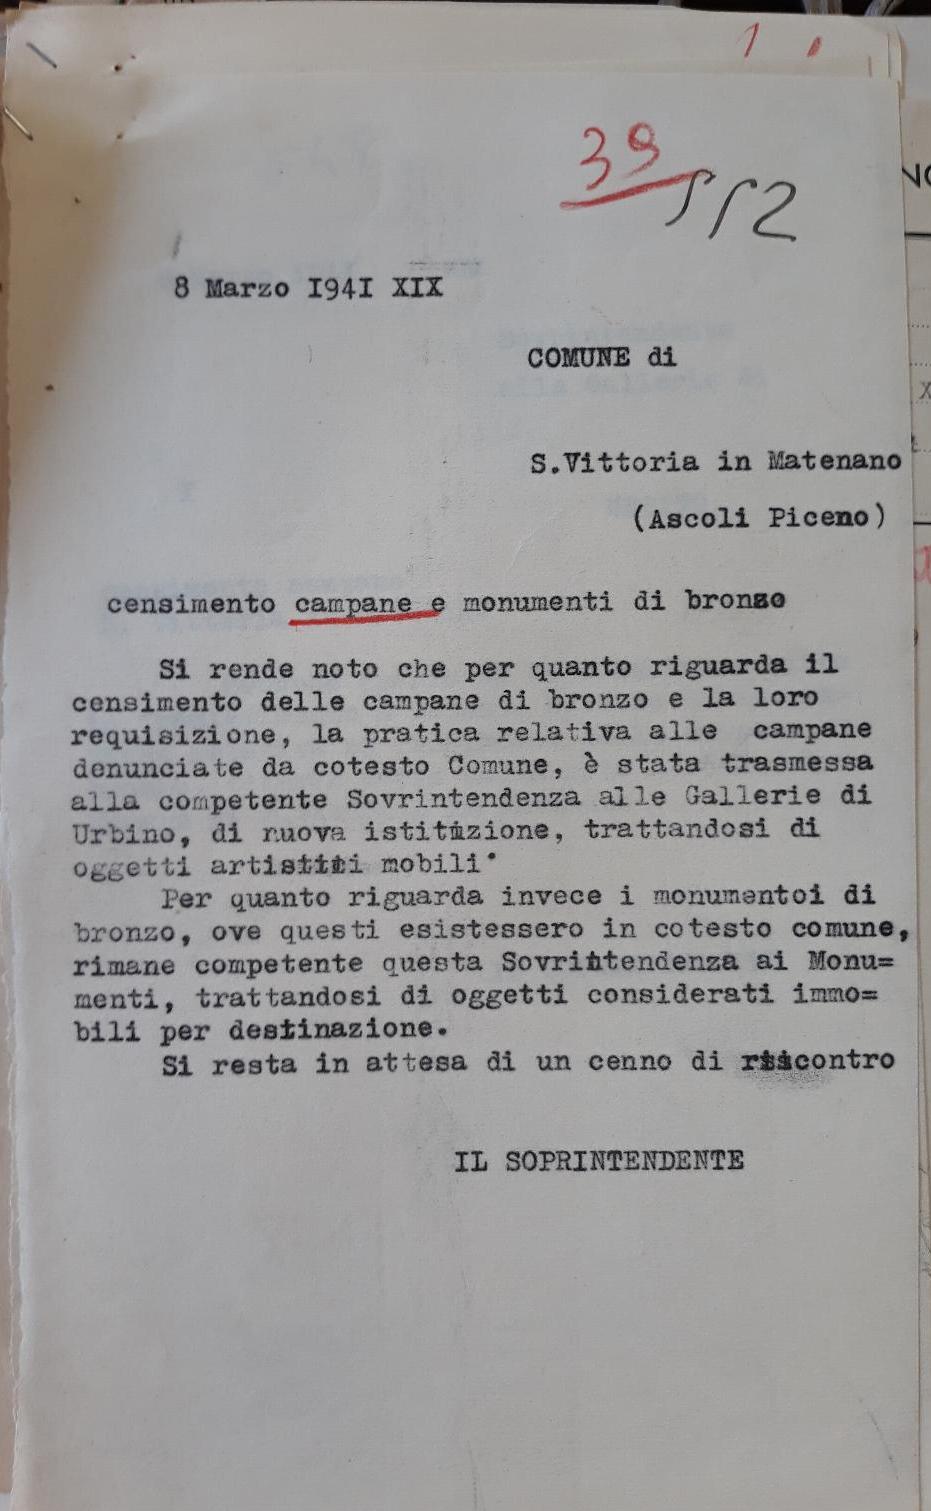 39
552
8 Marzo I94I XIX
COMUNE di
S.Vittoria in Matenano
(Ascoli Piceno)
censimento campane e monumenti di bronzo
Si rende noto che per quanto riguarda il
censimento delle campane di bronzo e la loro
requisizione, la pratica relativa alle campane
denunciate da cotesto Comune, è stata trasmessa
alla competente Sovrintendenza alle Gallerie di
Urbino, di nuova istituzione, trattandosi di
oggetti artistici mobili.
Per quanto riguarda invece i monumentoi di
bronzo, ove questi esistessero in cotesto comune,
rimane competente questa Sovrintendenza ai Monu=
menti, trattandosi di oggetti considerati immo=
bili per destinazione.
Si resta in attesa di un cenno di riscontro
IL SOPRINTENDENTE